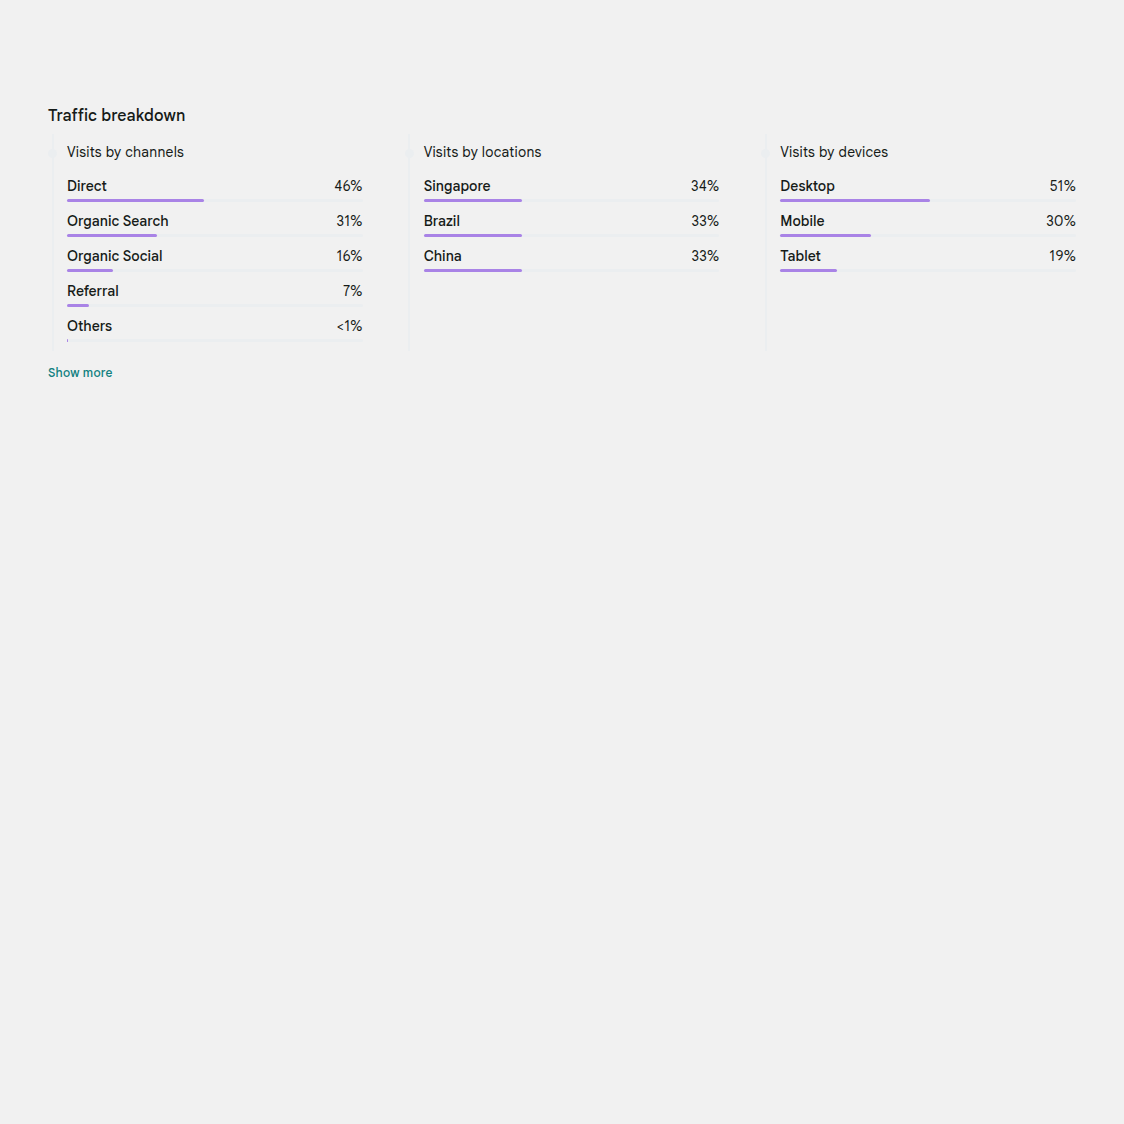 Traffic breakdown
Visits by channels
Direct 46%
Organic Search 31%
Organic Social 16%
Referral 7%
Others <1%
Visits by locations
Singapore 34%
Brazil 33%
China 33%
Visits by devices
Desktop 51%
Mobile 30%
Tablet 19%
Show more